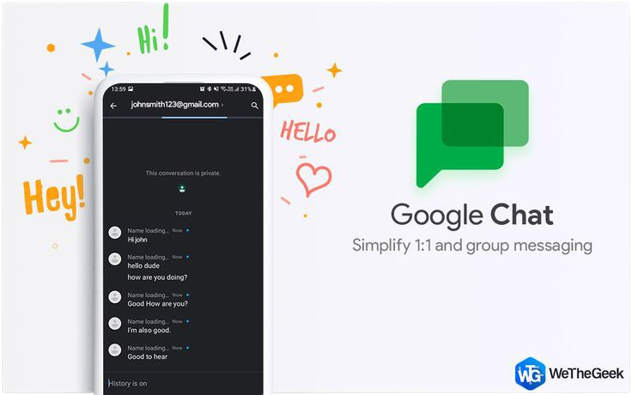 Hi!
Hey!
HELLO
13:59
31%
johnsmith123@gmail.com
This conversation is private.
TODAY
Name loading... Now
Hi john
Name loading... Now
hello dude
how are you doing?
Name loading... Now
Good How are you?
Name loading... Now
I'm also good.
Name loading... Now
Good to hear
History is on
Google Chat
Simplify 1:1 and group messaging
WTG
WeTheGeek